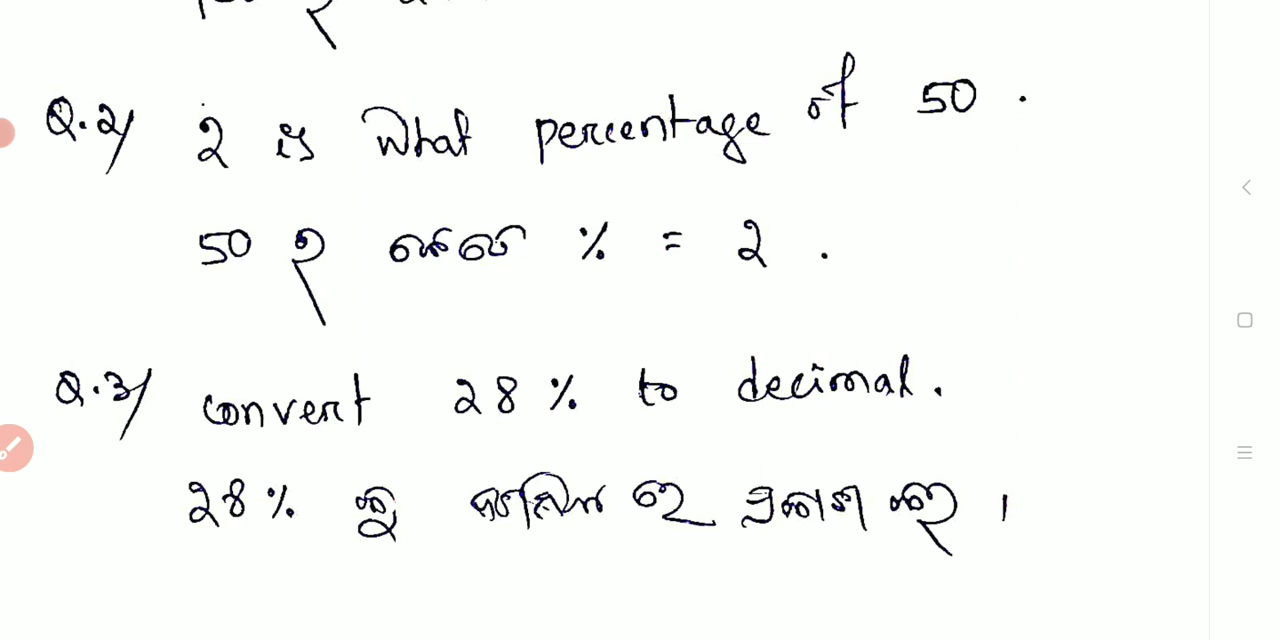 Q.2/ 2 is what percentage of 50 .
50 ର କେତେ % = 2 .
Q.3/ convert 28 % to decimal.
28 % କୁ ଦଶମିକ ରେ ପ୍ରକାଶ କର ।